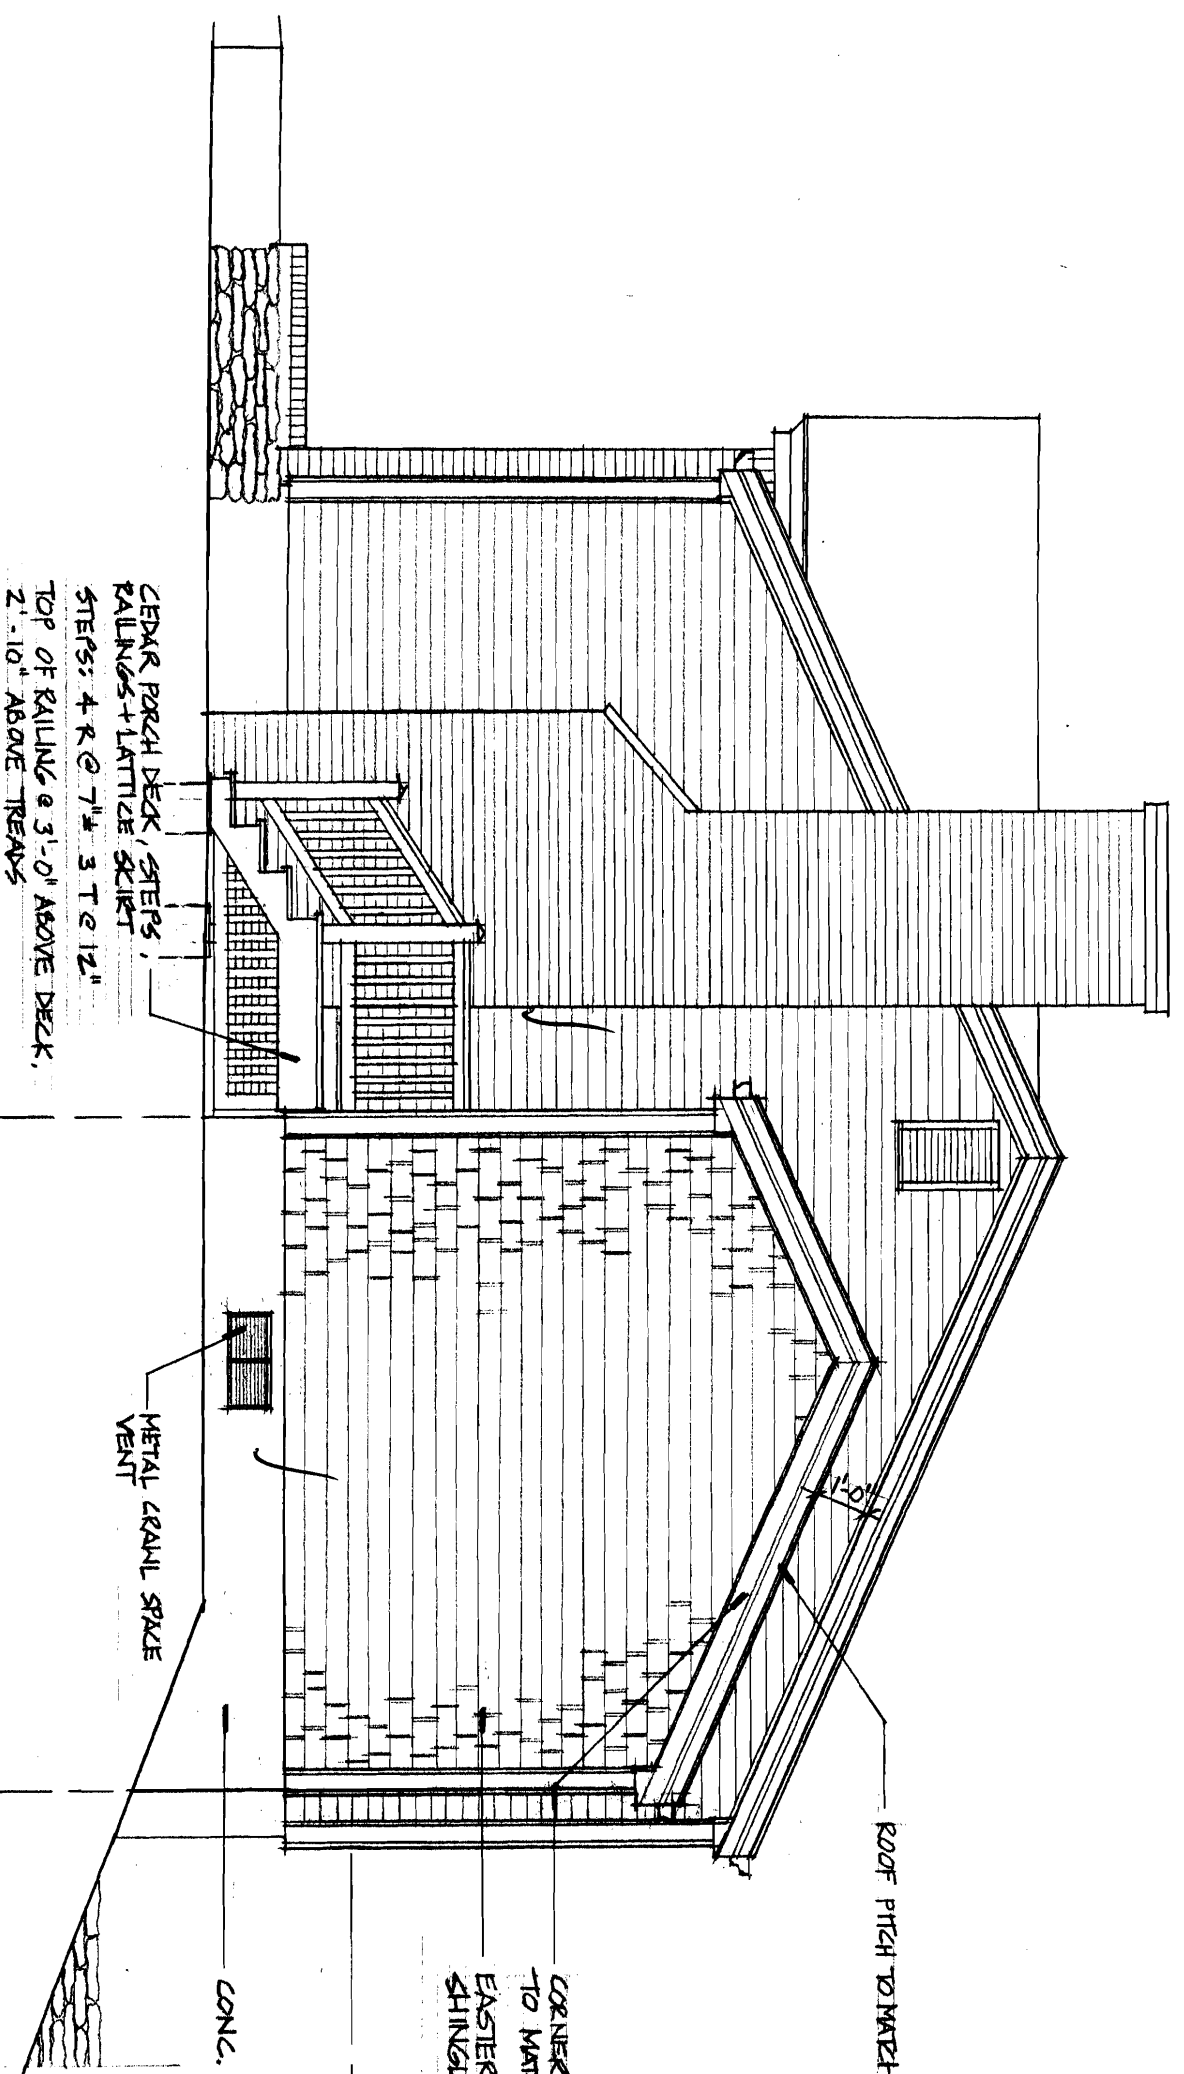 1'-0"
ROOF PITCH TO MATCH
CORNER
TO MAT
EASTER
SHINGL
CONC.
METAL CRAWL SPACE
VENT
CEDAR PORCH DECK, STEPS,
RAILINGS + LATTIZE SKIRT
STEPS: 4 R @ 7"± 3 T @ 12"
TOP OF RAILING @ 3'-0" ABOVE DECK,
2'-10" ABOVE TREADS